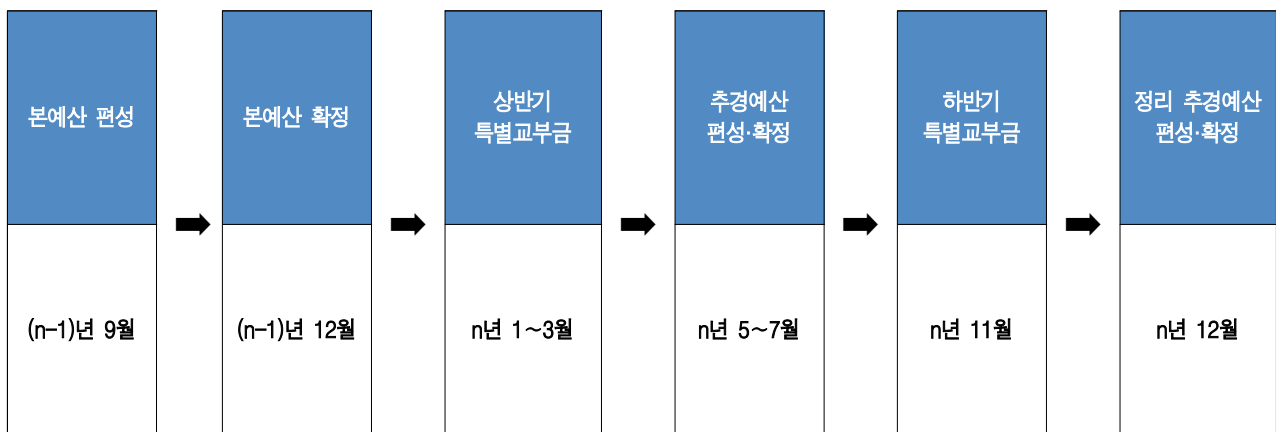 본예산 편성
(n-1)년 9월
본예산 확정
(n-1)년 12월
상반기
특별교부금
n년 1~3월
추경예산
편성·확정
n년 5~7월
하반기
특별교부금
n년 11월
정리 추경예산
편성·확정
n년 12월